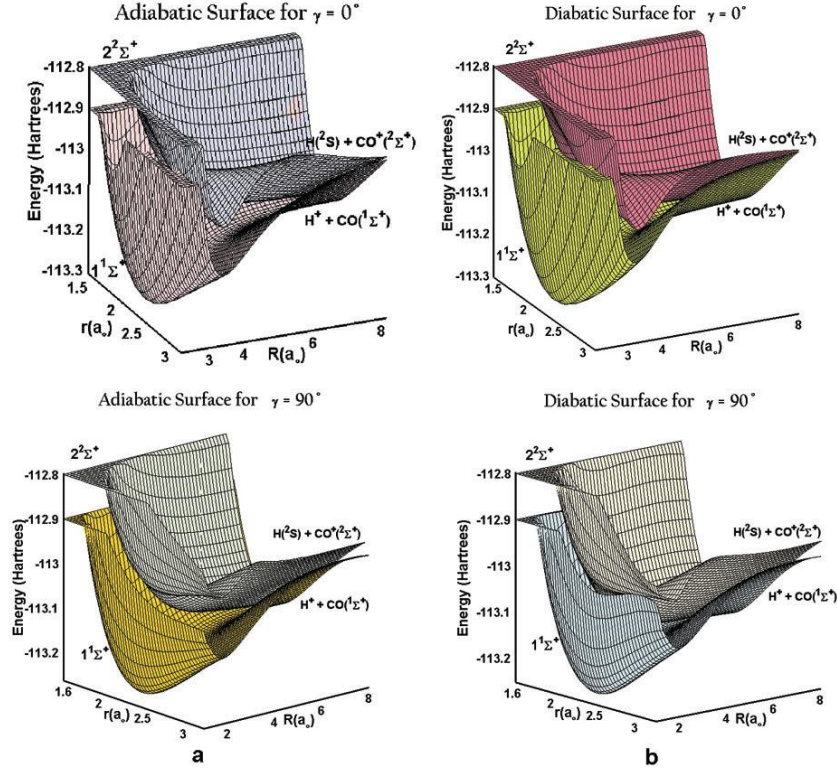 Adiabatic Surface for γ = 0°
2²Σ⁺
-112.8
-112.9
-113
-113.1
-113.2
-113.3
Energy (Hartrees)
H(²S) + CO⁺(²Σ⁺)
H⁺ + CO(¹Σ⁺)
1¹Σ⁺
1.5
2
2.5
3
r(aₒ)
3
4
6
8
R(aₒ)
Diabatic Surface for γ = 0°
2²Σ⁺
-112.8
-112.9
-113
-113.1
-113.2
-113.3
Energy (Hartrees)
H(²S) + CO⁺(²Σ⁺)
H⁺ + CO(¹Σ⁺)
1¹Σ⁺
1.5
2
2.5
3
r(aₒ)
3
4
6
8
R(aₒ)
Adiabatic Surface for γ = 90°
2²Σ⁺
-112.8
-112.9
-113
-113.1
-113.2
Energy (Hartrees)
H(²S) + CO⁺(²Σ⁺)
H⁺ + CO(¹Σ⁺)
1¹Σ⁺
1.6
2
2.5
3
r(aₒ)
2
4
6
8
R(aₒ)
a
Diabatic Surface for γ = 90°
2²Σ⁺
-112.8
-112.9
-113
-113.1
-113.2
Energy (Hartrees)
H(²S) + CO⁺(²Σ⁺)
H⁺ + CO(¹Σ⁺)
1¹Σ⁺
1.6
2
2.5
3
r(aₒ)
2
4
6
8
R(aₒ)
b